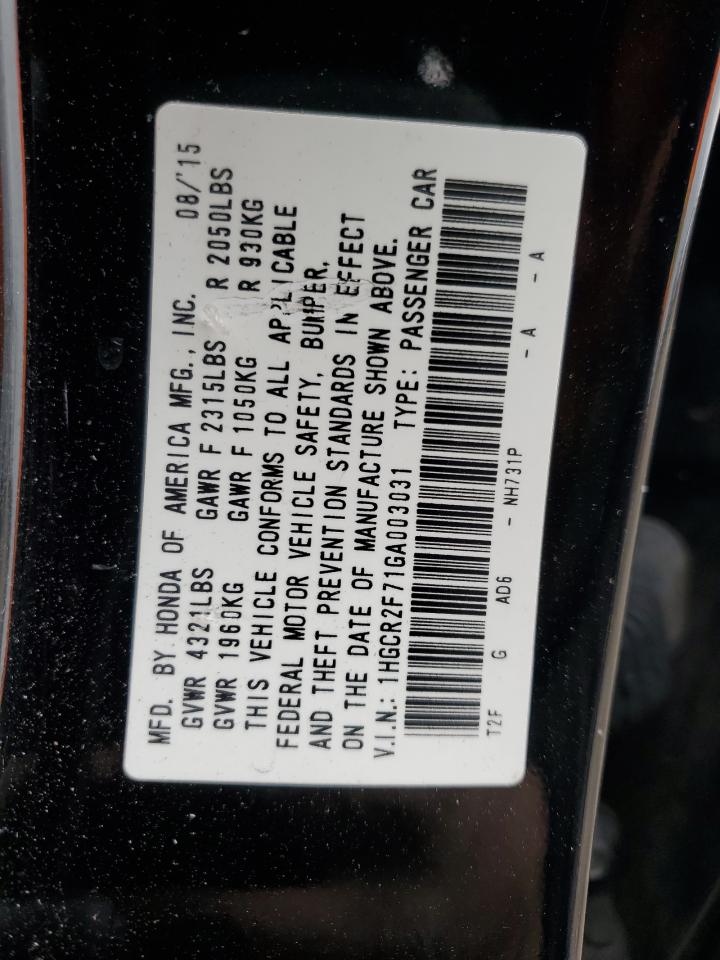 MFD. BY HONDA OF AMERICA MFG., INC. 08/'15
GVWR 4321LBS GAWR F 2315LBS R 2050LBS
GVWR 1960KG GAWR F 1050KG R 930KG
THIS VEHICLE CONFORMS TO ALL APPLICABLE
FEDERAL MOTOR VEHICLE SAFETY, BUMPER,
AND THEFT PREVENTION STANDARDS IN EFFECT
ON THE DATE OF MANUFACTURE SHOWN ABOVE.
V.I.N.: 1HGCR2F71GA003031 TYPE: PASSENGER CAR
T2F G AD6 - NH731P - A - A